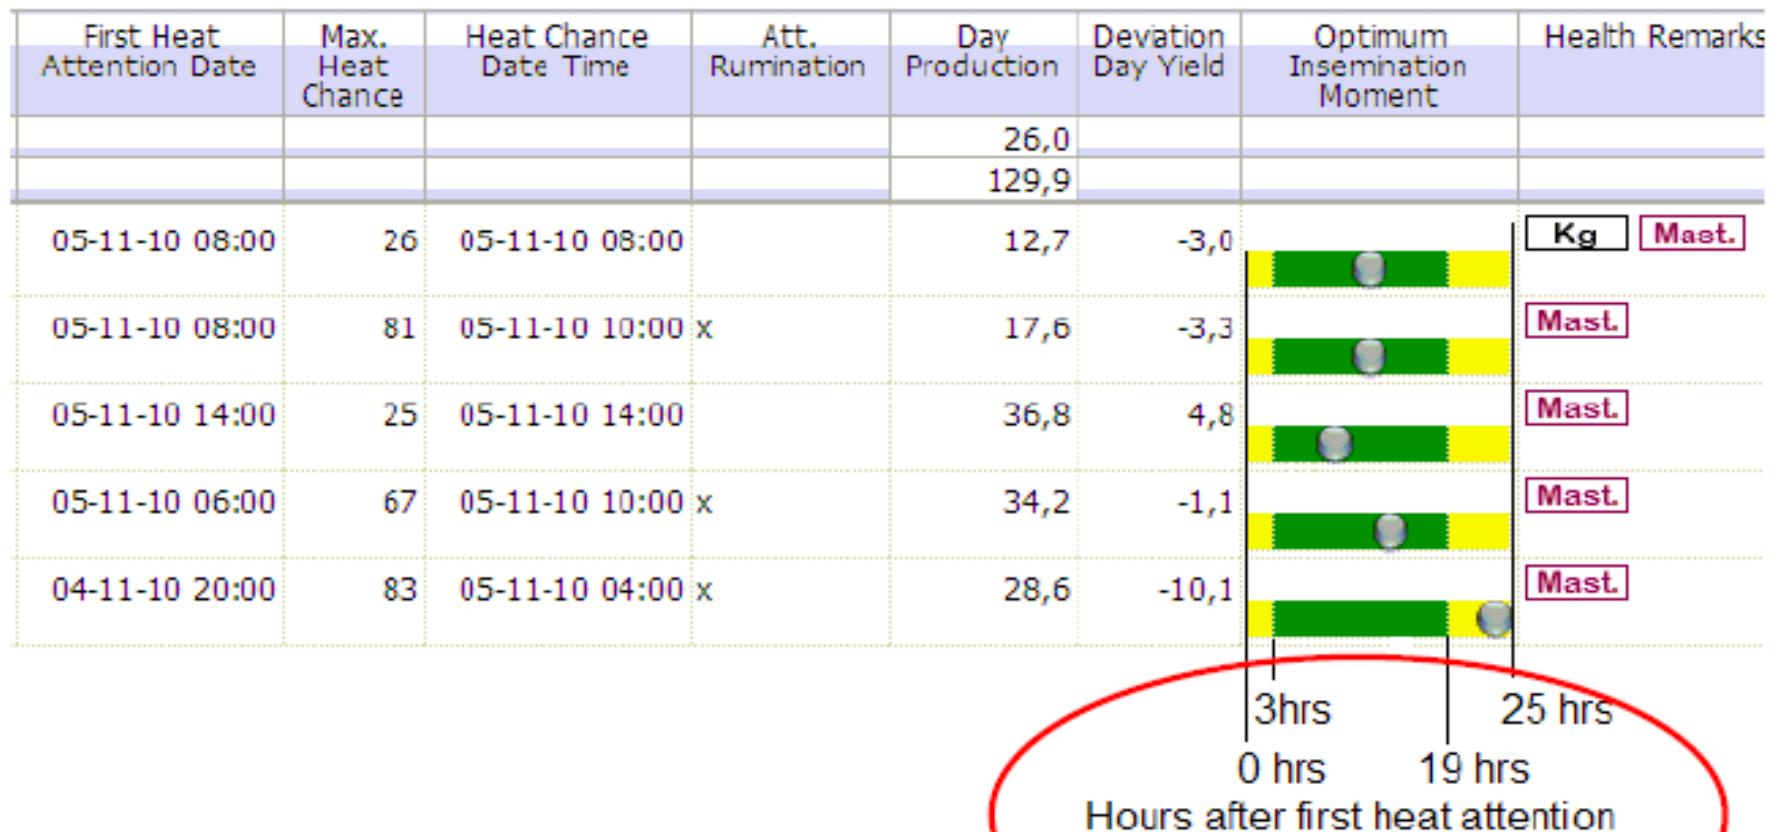 First Heat Attention Date Max. Heat Chance Heat Chance Date Time Att. Rumination Day Production Deviation Day Yield Optimum Insemination Moment Health Remarks
26,0
129,9
05-11-10 08:00 26 05-11-10 08:00 12,7 -3,0 Kg Mast.
05-11-10 08:00 81 05-11-10 10:00 x 17,6 -3,3 Mast.
05-11-10 14:00 25 05-11-10 14:00 36,8 4,8 Mast.
05-11-10 06:00 67 05-11-10 10:00 x 34,2 -1,1 Mast.
04-11-10 20:00 83 05-11-10 04:00 x 28,6 -10,1 Mast.
3hrs 25 hrs
0 hrs 19 hrs
Hours after first heat attention